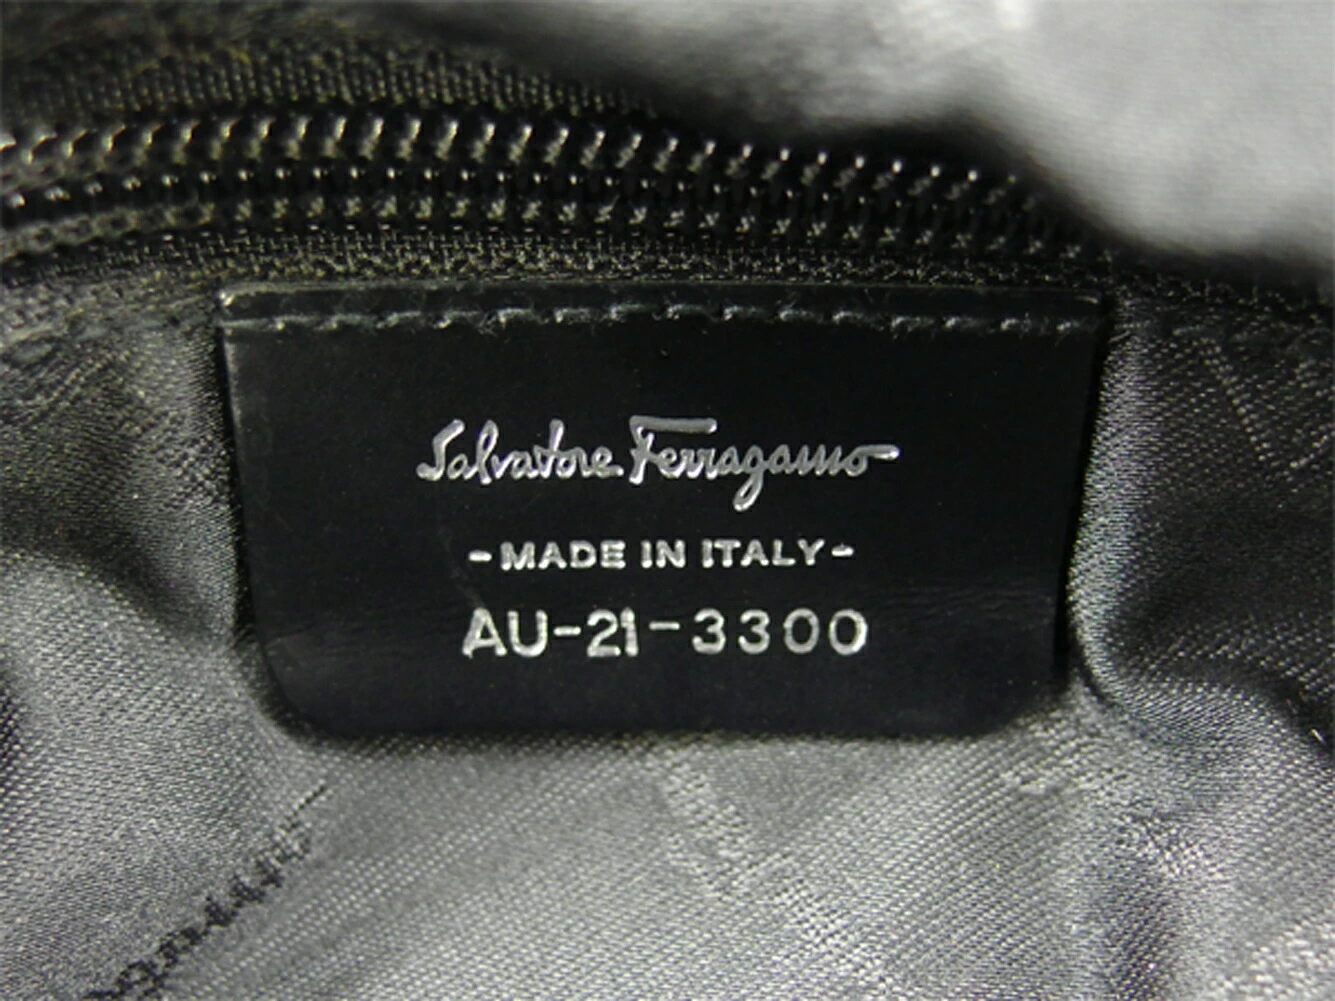 Salvatore Ferragamo
-MADE IN ITALY-
AU-21-3300